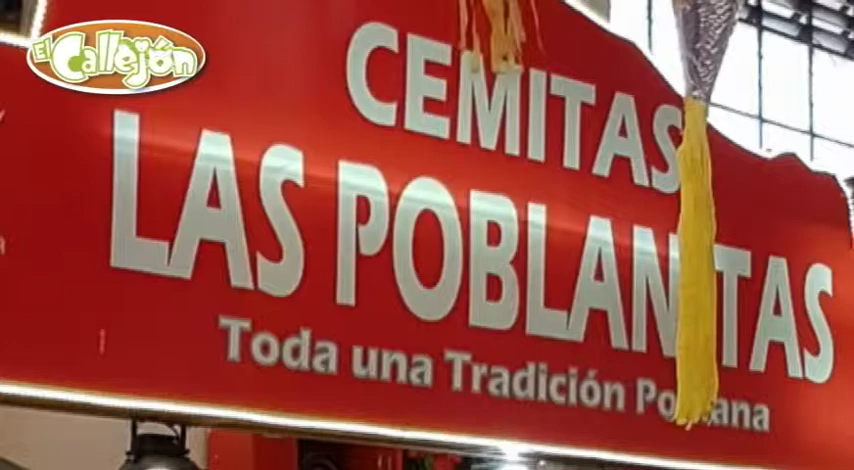 El Callejón
CEMITAS
LAS POBLANITAS
Toda una Tradición